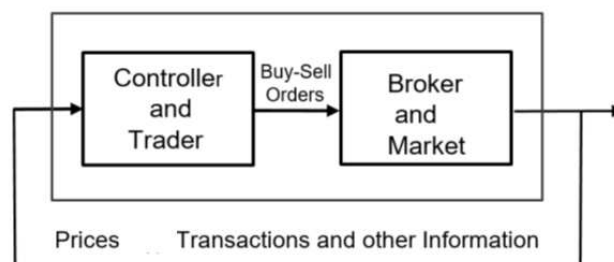 Controller
and
Trader
Buy-Sell
Orders
Broker
and
Market
Prices Transactions and other Information